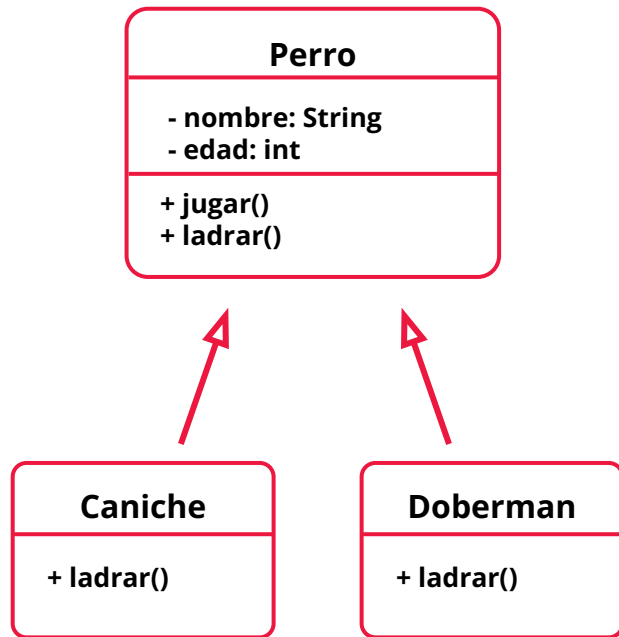 Perro
- nombre: String
- edad: int
+ jugar()
+ ladrar()
Caniche
+ ladrar()
Doberman
+ ladrar()